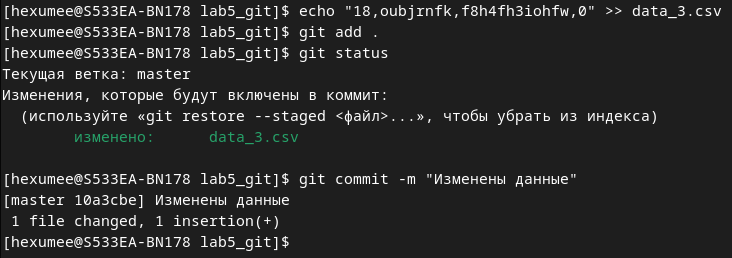 [hexumee@S533EA-BN178 lab5_git]$ echo "18,oubjrnfk,f8h4fh3iohfw,0" >> data_3.csv
[hexumee@S533EA-BN178 lab5_git]$ git add .
[hexumee@S533EA-BN178 lab5_git]$ git status
Текущая ветка: master
Изменения, которые будут включены в коммит:
  (используйте «git restore --staged <файл>...», чтобы убрать из индекса)
        изменено:      data_3.csv

[hexumee@S533EA-BN178 lab5_git]$ git commit -m "Изменены данные"
[master 10a3cbe] Изменены данные
 1 file changed, 1 insertion(+)
[hexumee@S533EA-BN178 lab5_git]$